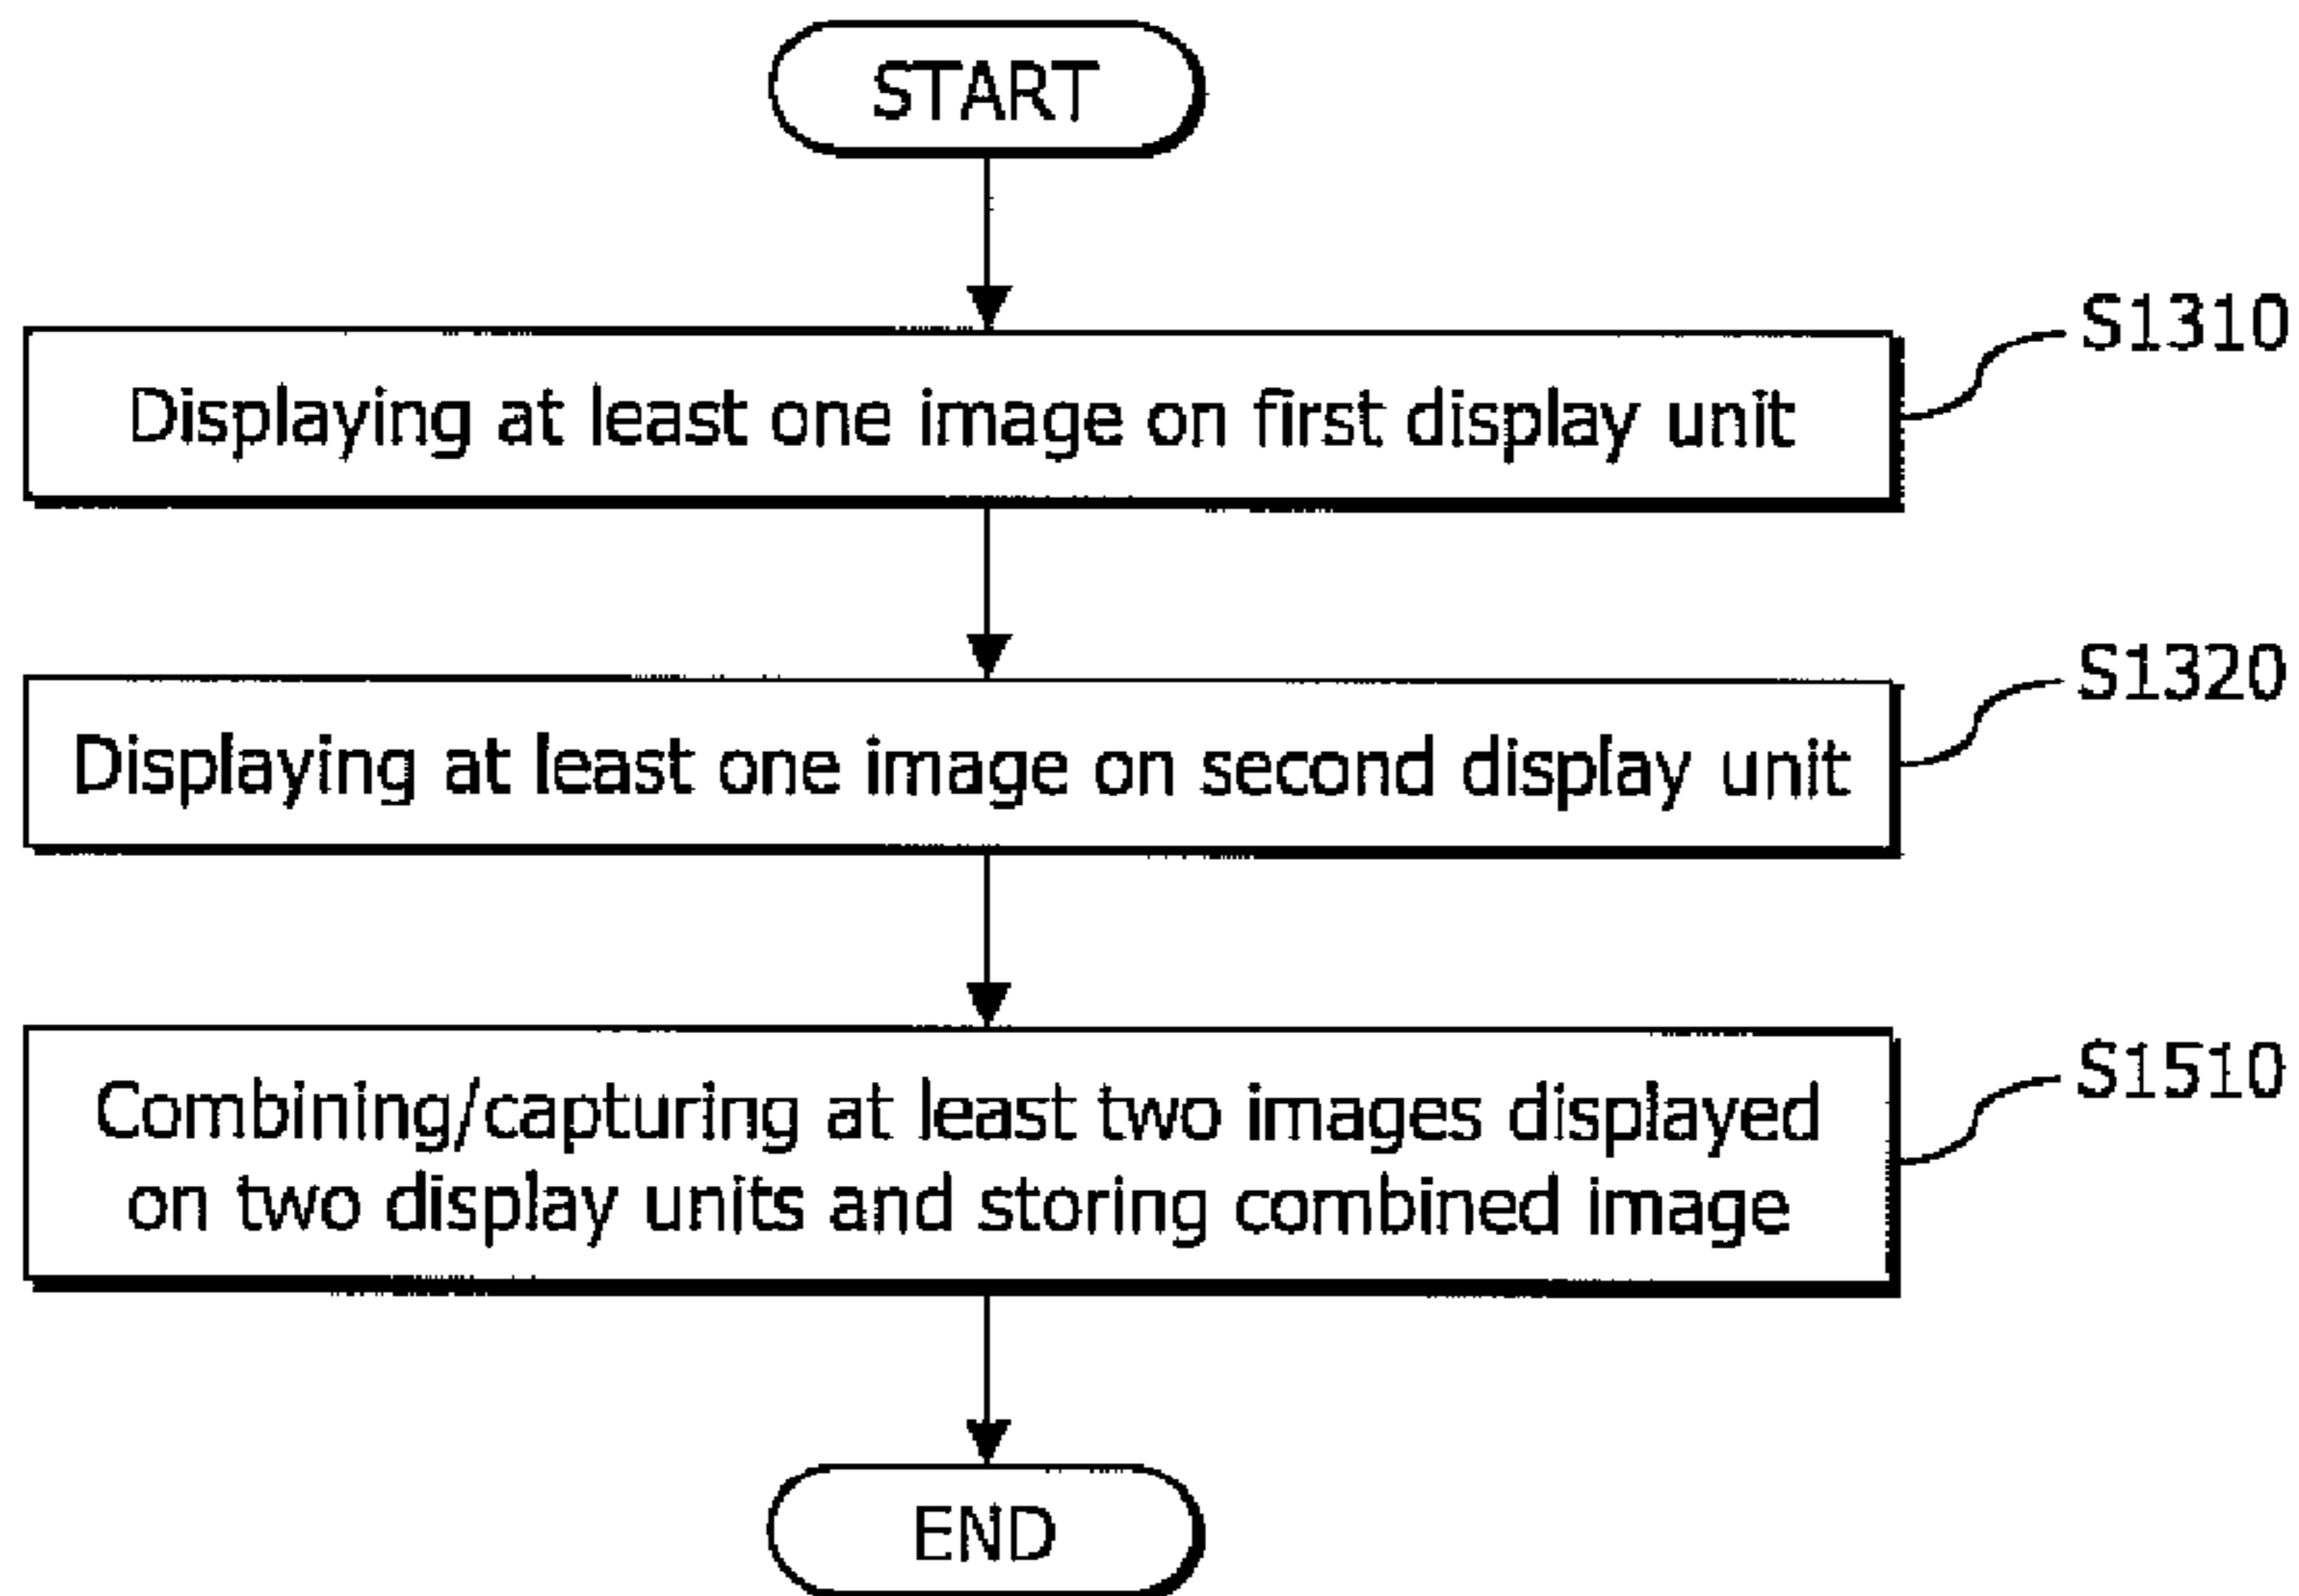 START
S1310
Displaying at least one image on first display unit
S1320
Displaying at least one image on second display unit
S1510
Combining/capturing at least two images displayed
on two display units and storing combined image
END